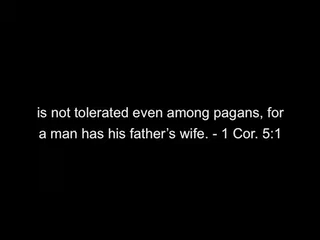 is not tolerated even among pagans, for
a man has his father’s wife. - 1 Cor. 5:1